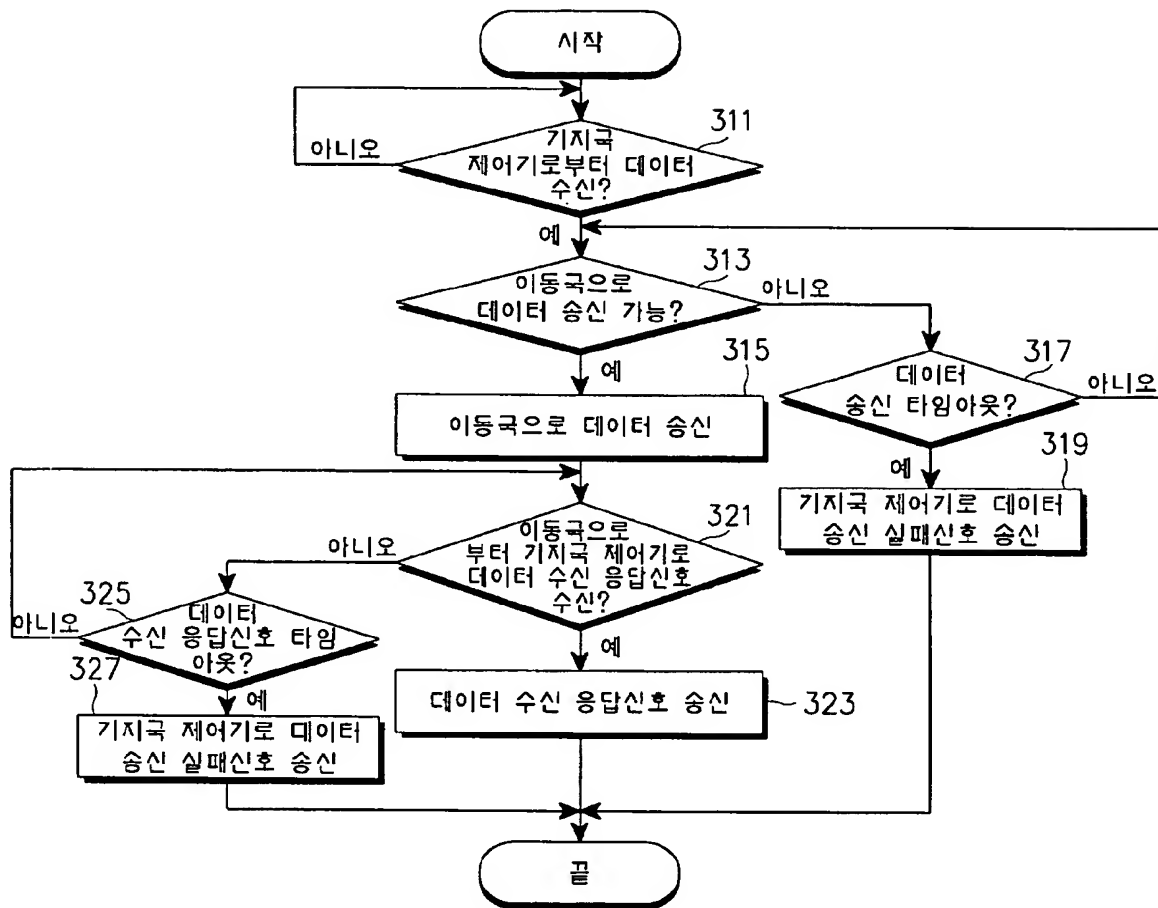 시작
311
기지국
제어기로부터 데이터
수신?
아니오
예
313
이동국으로
데이터 송신 가능?
아니오
예
315
이동국으로 데이터 송신
317
데이터
송신 타임아웃?
아니오
예
319
기지국 제어기로 데이터
송신 실패신호 송신
321
이동국으로
부터 기지국 제어기로
데이터 수신 응답신호
수신?
아니오
예
323
데이터 수신 응답신호 송신
325
데이터
수신 응답신호 타임
아웃?
아니오
예
327
기지국 제어기로 데이터
송신 실패신호 송신
끝